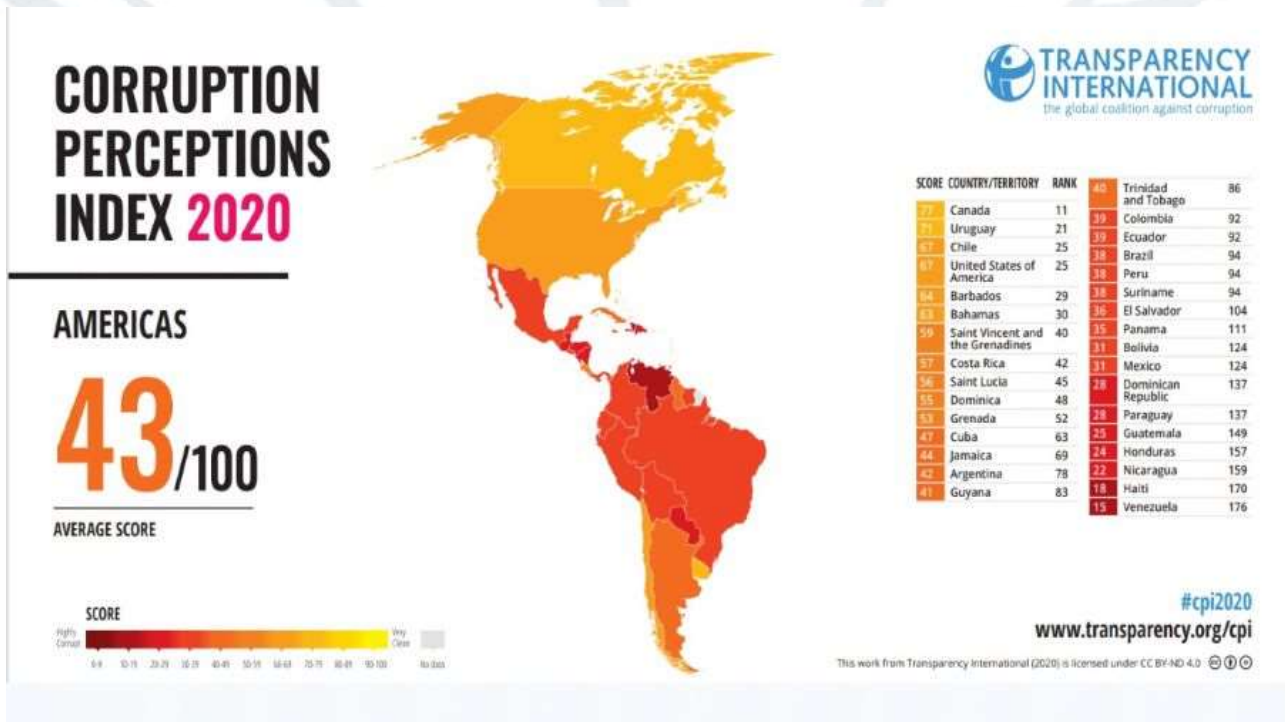 CORRUPTION
PERCEPTIONS
INDEX 2020
AMERICAS
43/100
AVERAGE SCORE
SCORE
Highly
Corrupt
Very
Clean
0-9 10-19 20-29 30-39 40-49 50-59 60-69 70-79 80-89 90-100 No data
TRANSPARENCY
INTERNATIONAL
the global coalition against corruption
SCORE COUNTRY/TERRITORY RANK
77 Canada 11
71 Uruguay 21
67 Chile 25
67 United States of 25
America
64 Barbados 29
63 Bahamas 30
59 Saint Vincent and 40
the Grenadines
57 Costa Rica 42
56 Saint Lucia 45
55 Dominica 48
53 Grenada 52
47 Cuba 63
44 Jamaica 69
42 Argentina 78
41 Guyana 83
40 Trinidad 86
and Tobago
39 Colombia 92
39 Ecuador 92
38 Brazil 94
38 Peru 94
38 Suriname 94
36 El Salvador 104
35 Panama 111
31 Bolivia 124
31 Mexico 124
28 Dominican 137
Republic
28 Paraguay 137
25 Guatemala 149
24 Honduras 157
22 Nicaragua 159
18 Haiti 170
15 Venezuela 176
#cpi2020
www.transparency.org/cpi
This work from Transparency International (2020) is licensed under CC BY-ND 4.0